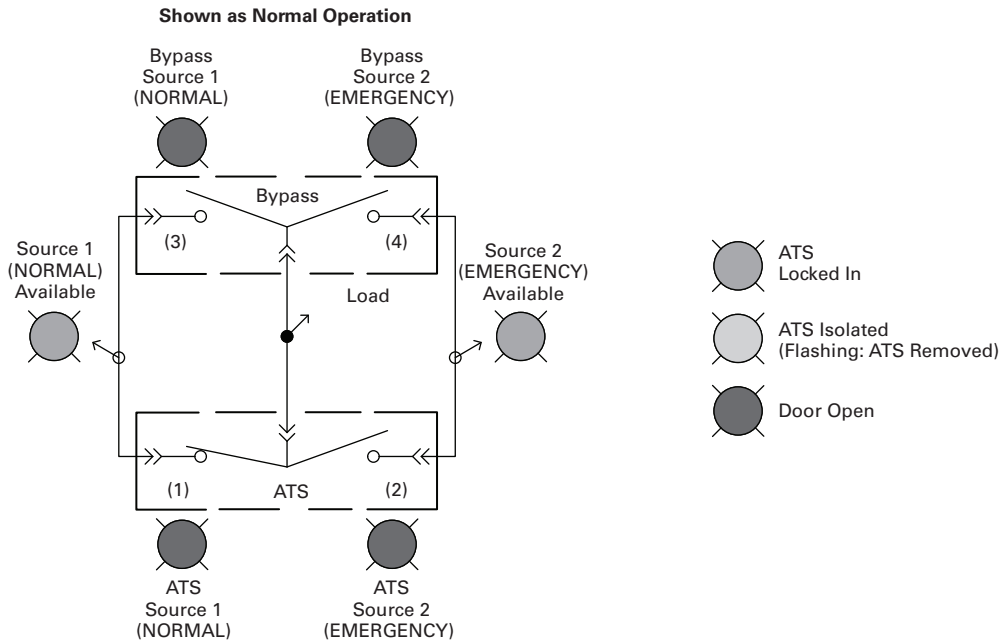 Shown as Normal Operation
Bypass
Source 1
(NORMAL)
Bypass
Source 2
(EMERGENCY)
Bypass
(3)
(4)
Source 1
(NORMAL)
Available
Source 2
(EMERGENCY)
Available
Load
ATS
Locked In
ATS Isolated
(Flashing: ATS Removed)
Door Open
(1)
ATS
(2)
ATS
Source 1
(NORMAL)
ATS
Source 2
(EMERGENCY)